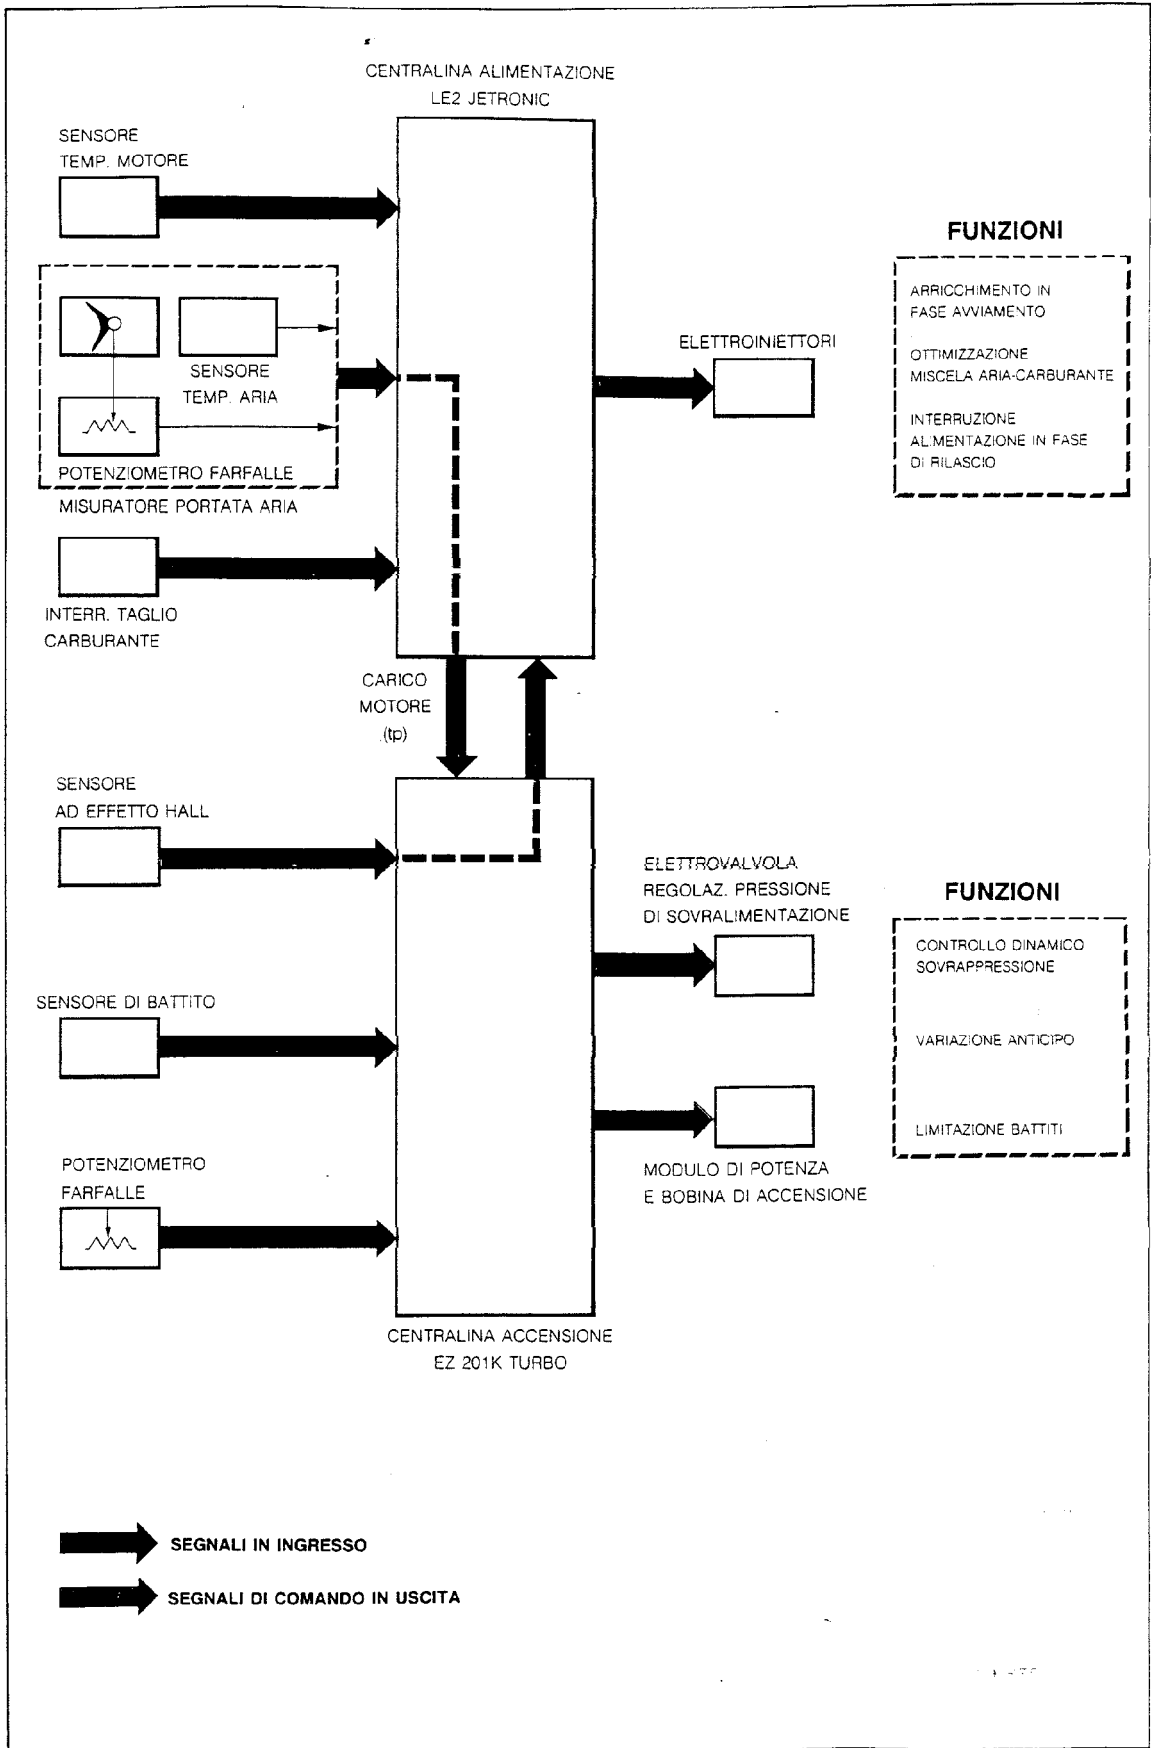 CENTRALINA ALIMENTAZIONE
LE2 JETRONIC
SENSORE
TEMP. MOTORE
SENSORE
TEMP. ARIA
POTENZIOMETRO FARFALLE
MISURATORE PORTATA ARIA
INTERR. TAGLIO
CARBURANTE
ELETTROINIETTORI
FUNZIONI
ARRICCHIMENTO IN
FASE AVVIAMENTO
OTTIMIZZAZIONE
MISCELA ARIA-CARBURANTE
INTERRUZIONE
ALIMENTAZIONE IN FASE
DI RILASCIO
CARICO
MOTORE
(tp)
SENSORE
AD EFFETTO HALL
SENSORE DI BATTITO
POTENZIOMETRO
FARFALLE
ELETTROVALVOLA
REGOLAZ. PRESSIONE
DI SOVRALIMENTAZIONE
MODULO DI POTENZA
E BOBINA DI ACCENSIONE
FUNZIONI
CONTROLLO DINAMICO
SOVRAPPRESSIONE
VARIAZIONE ANTICIPO
LIMITAZIONE BATTITI
CENTRALINA ACCENSIONE
EZ 201K TURBO
SEGNALI IN INGRESSO
SEGNALI DI COMANDO IN USCITA